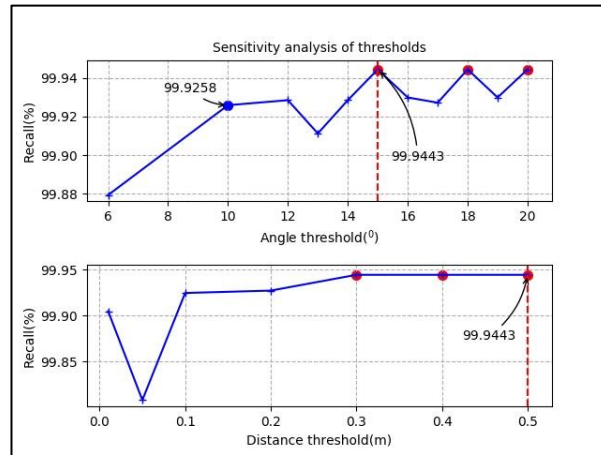 Sensitivity analysis of thresholds
Recall(%)
99.94
99.92
99.90
99.88
99.9258
99.9443
6 8 10 12 14 16 18 20
Angle threshold(⁰)
Recall(%)
99.95
99.90
99.85
99.9443
0.0 0.1 0.2 0.3 0.4 0.5
Distance threshold(m)